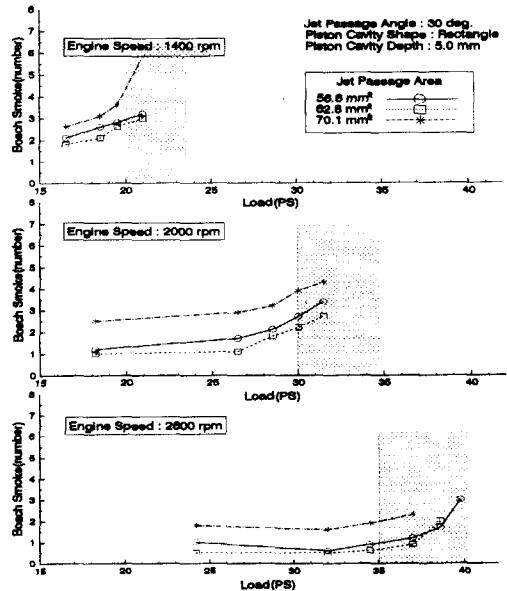 Jet Passage Angle : 30 deg.
Piston Cavity Shape : Rectangle
Piston Cavity Depth : 5.0 mm
Engine Speed : 1400 rpm
Jet Passage Area
56.6 mm²
62.8 mm²
70.1 mm²
Bosch Smoke(number)
6
5
4
3
2
1
0
15 20 25 30 35 40
Load(PS)
Engine Speed : 2000 rpm
Bosch Smoke(number)
8
7
6
5
4
3
2
1
0
15 20 25 30 35 40
Load(PS)
Engine Speed : 2600 rpm
Bosch Smoke(number)
8
7
6
5
4
3
2
1
0
15 20 25 30 35 40
Load(PS)